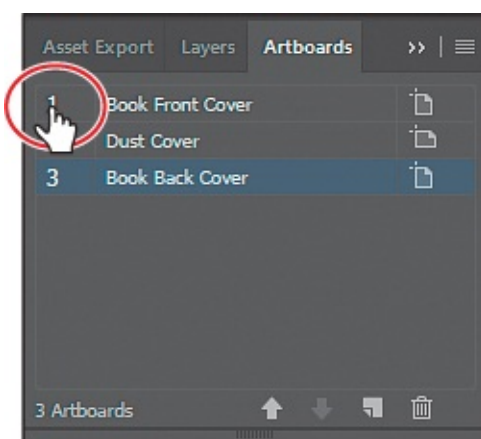 Asset Export Layers Artboards
1 Book Front Cover
Dust Cover
3 Book Back Cover
3 Artboards